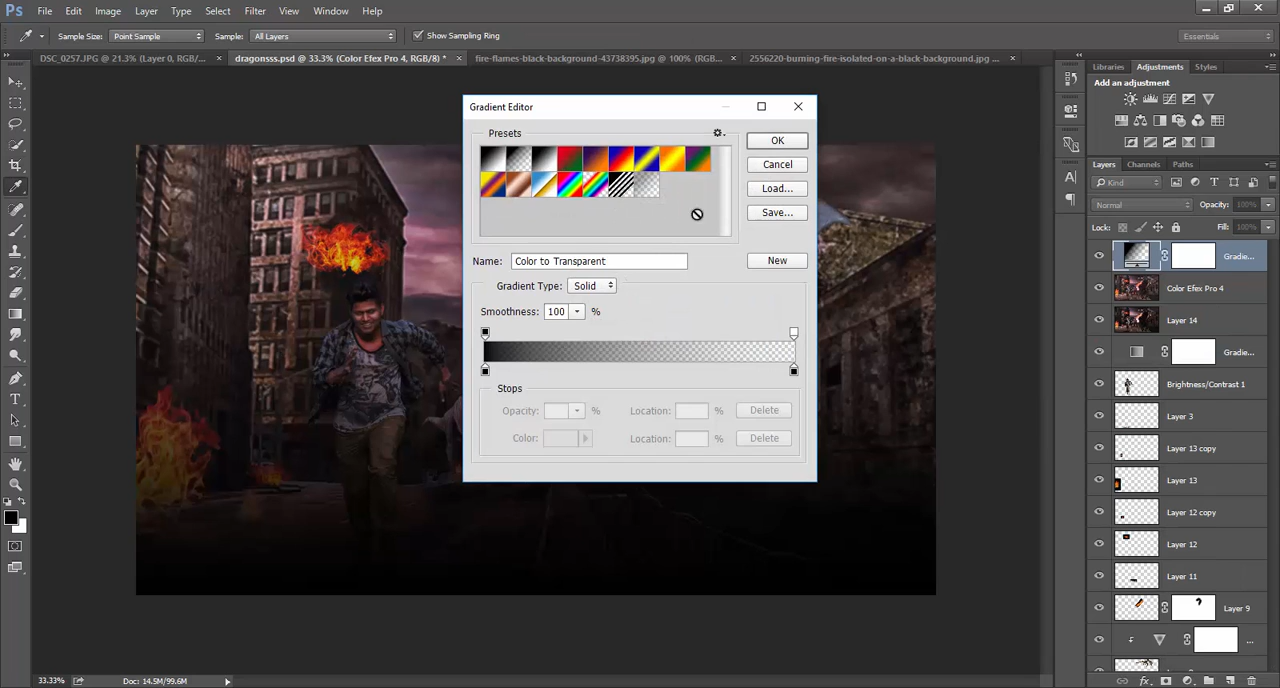 Ps File Edit Image Layer Type Select Filter View Window Help
Sample Size: Point Sample Sample: All Layers Show Sampling Ring Essentials
DSC_0257.JPG @ 21.3% (Layer 0, RGB/... × dragonsss.psd @ 33.3% (Color Efex Pro 4, RGB/8) * × fire-flames-black-background-43738395.jpg @ 100% (RGB... × 2556220-burning-fire-isolated-on-a-black-background.jpg ... ×
Libraries Adjustments Styles
Add an adjustment
Layers Channels Paths
Kind
Normal Opacity: 100%
Lock: Fill: 100%
Gradie...
Color Efex Pro 4
Layer 14
Gradie...
Brightness/Contrast 1
Layer 3
Layer 13 copy
Layer 13
Layer 12 copy
Layer 12
Layer 11
Layer 9
...
Gradient Editor
Presets
OK
Cancel
Load...
Save...
Name: Color to Transparent New
Gradient Type: Solid
Smoothness: 100 %
Stops
Opacity: % Location: % Delete
Color: Location: % Delete
33.33% Doc: 14.5M/99.6M